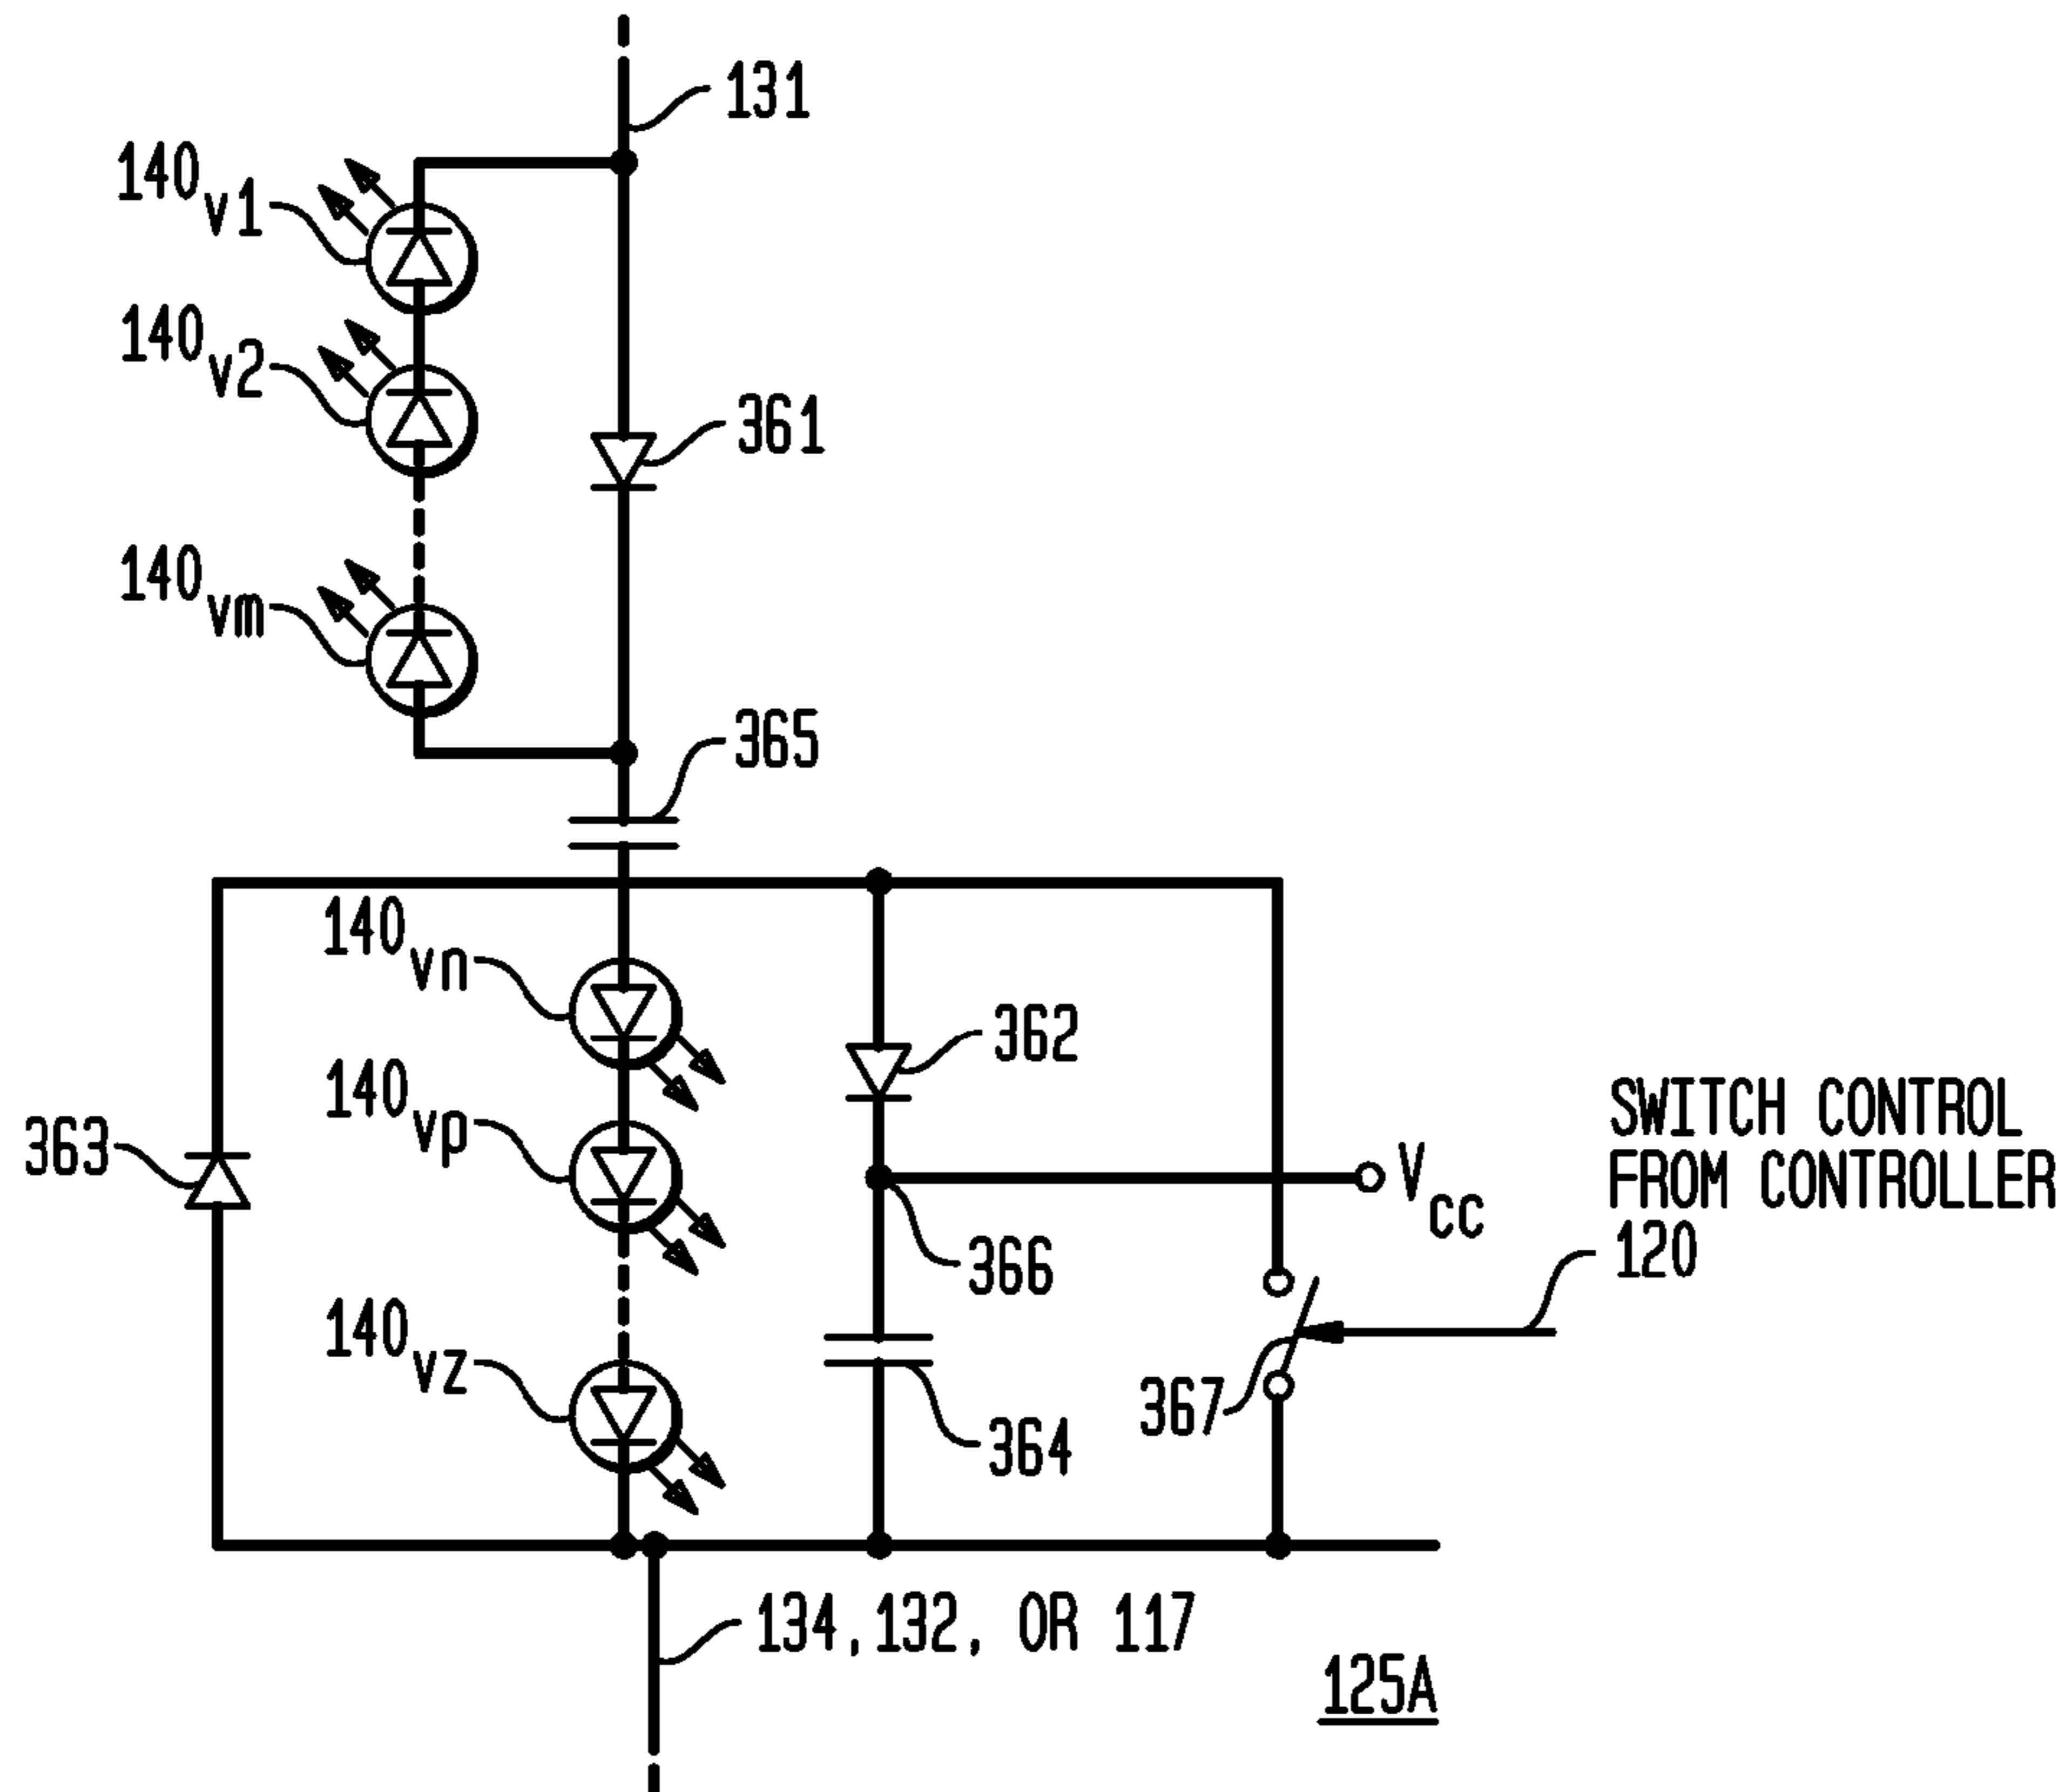 131
140v1
140v2
361
140vm
365
140vn
362
140vp
363
SWITCH CONTROL
FROM CONTROLLER
120
Vcc
366
140vz
367
364
134, 132, OR 117
125A